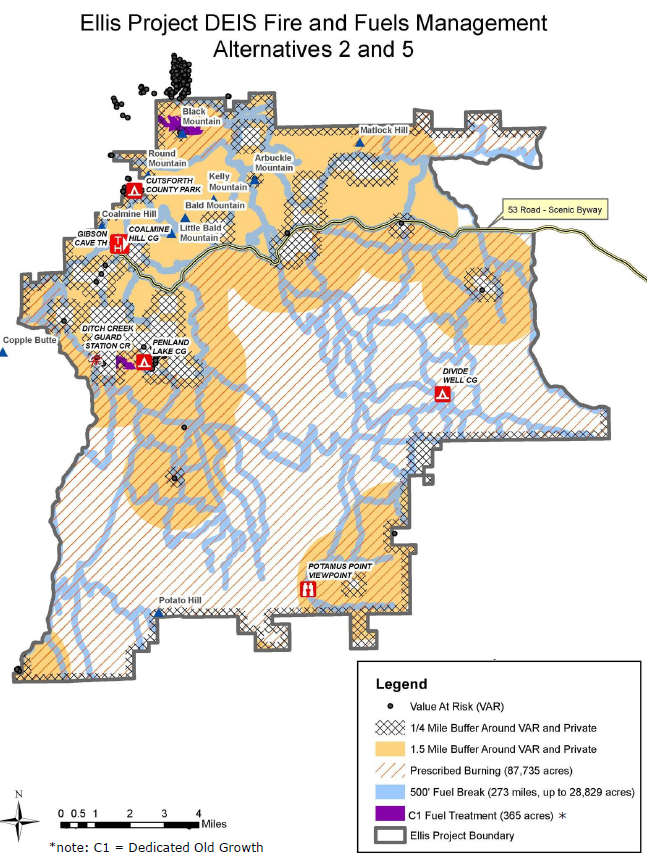 Ellis Project DEIS Fire and Fuels Management
Alternatives 2 and 5
Black
Mountain
Matlock Hill
Round
Mountain
Arbuckle
Mountain
CUTSFORTH
COUNTY PARK
Kelly
Mountain
Bald Mountain
53 Road - Scenic Byway
Coalmine Hill
GIBSON
CAVE TH
T
H
COALMINE
HILL CG
Little Bald
Mountain
Copple Butte
DITCH CREEK
GUARD
STATION CR
PENLAND
LAKE CG
DIVIDE
WELL CG
POTAMUS POINT
VIEWPOINT
Potato Hill
Legend
Value At Risk (VAR)
1/4 Mile Buffer Around VAR and Private
1.5 Mile Buffer Around VAR and Private
Prescribed Burning (87,735 acres)
500' Fuel Break (273 miles, up to 28,829 acres)
C1 Fuel Treatment (365 acres) *
Ellis Project Boundary
N
0 0.5 1 2 3 4
Miles
*note: C1 = Dedicated Old Growth